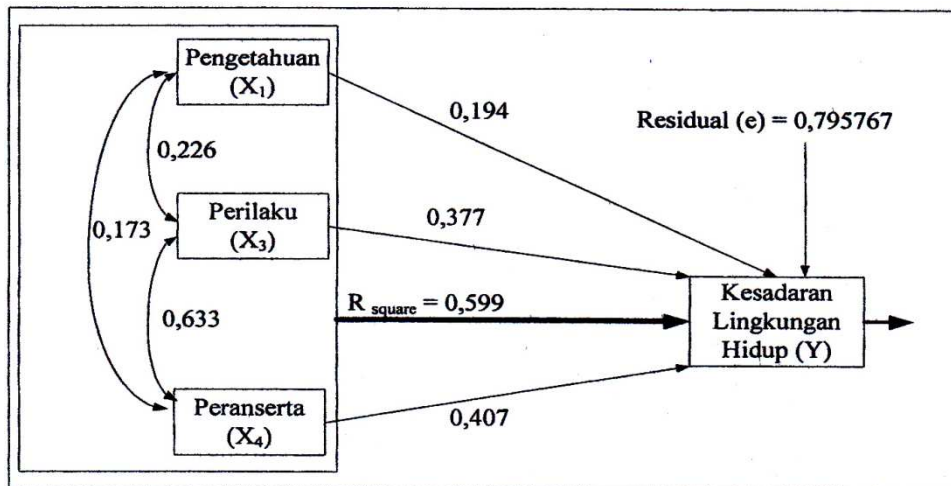 Pengetahuan
(X₁)
0,194
Residual (e) = 0,795767
0,226
Perilaku
(X₃)
0,173
0,377
0,633
R square = 0,599
Kesadaran
Lingkungan
Hidup (Y)
Peranserta
(X₄)
0,407